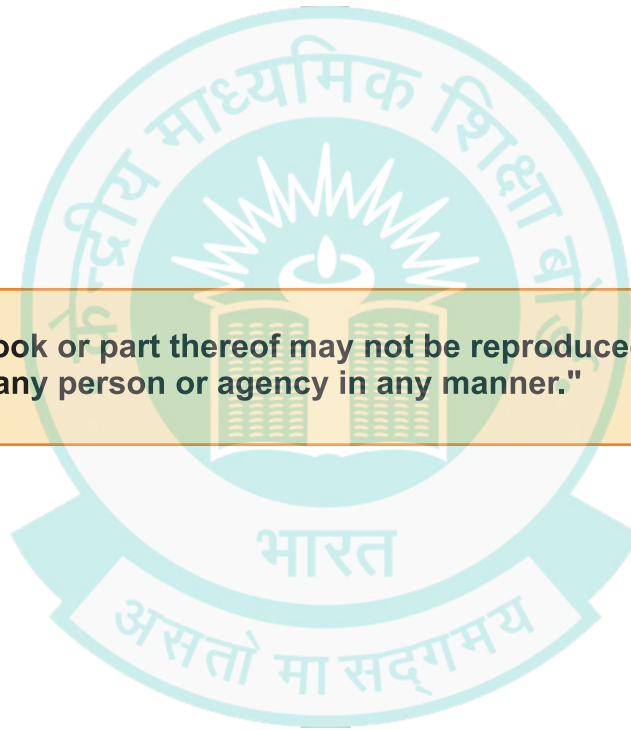 केन्द्रीय माध्यमिक शिक्षा बोर्ड
ook or part thereof may not be reproduced
any person or agency in any manner."
भारत
असतो मा सद्गमय